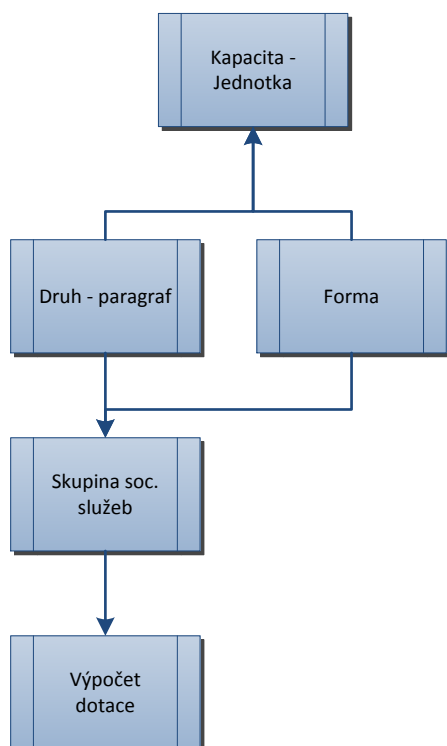 Kapacita -
Jednotka
Druh - paragraf
Forma
Skupina soc.
služeb
Výpočet
dotace